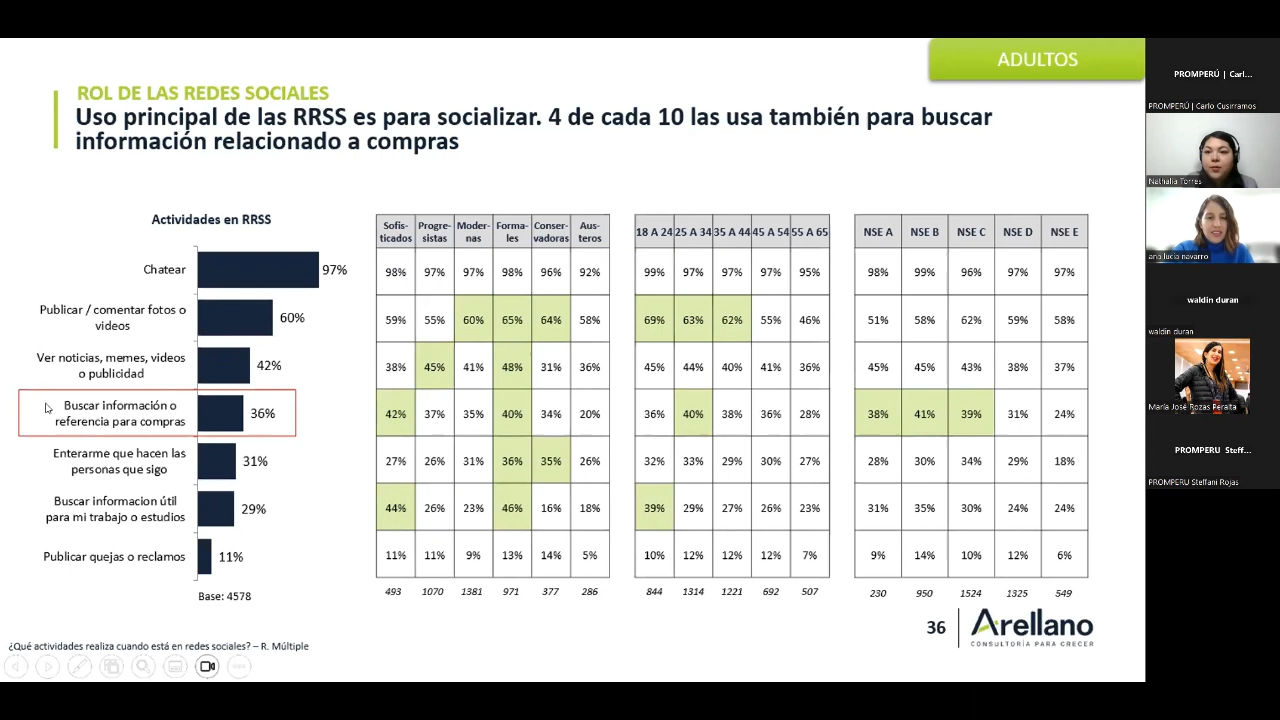 ADULTOS
ROL DE LAS REDES SOCIALES
Uso principal de las RRSS es para socializar. 4 de cada 10 las usa también para buscar
información relacionado a compras
Actividades en RRSS
Sofis-
ticados
Progre-
sistas
Moder-
nas
Forma-
les
Conser-
vadoras
Aus-
teros
18 A 24 25 A 34 35 A 44 45 A 54 55 A 65
NSE A NSE B NSE C NSE D NSE E
Chatear 97% 98% 97% 97% 98% 96% 92% 99% 97% 97% 97% 95% 98% 99% 96% 97% 97%
Publicar / comentar fotos o
videos
60% 59% 55% 60% 65% 64% 58% 69% 63% 62% 55% 46% 51% 58% 62% 59% 58%
Ver noticias, memes, videos
o publicidad
42% 38% 45% 41% 48% 31% 36% 45% 44% 40% 41% 36% 45% 45% 43% 38% 37%
Buscar información o
referencia para compras
36% 42% 37% 35% 40% 34% 20% 36% 40% 38% 36% 28% 38% 41% 39% 31% 24%
Enterarme que hacen las
personas que sigo
31% 27% 26% 31% 36% 35% 26% 32% 33% 29% 30% 27% 28% 30% 34% 29% 18%
Buscar informacion útil
para mi trabajo o estudios
29% 44% 26% 23% 46% 16% 18% 39% 29% 27% 26% 23% 31% 35% 30% 24% 24%
Publicar quejas o reclamos 11% 11% 11% 9% 13% 14% 5% 10% 12% 12% 12% 7% 9% 14% 10% 12% 6%
Base: 4578 493 1070 1381 971 377 286 844 1314 1221 692 507 230 950 1524 1325 549
36
Arellano
CONSULTORÍA PARA CRECER
¿Qué actividades realiza cuando está en redes sociales? – R. Múltiple
PROMPERÚ | Carl...
PROMPERÚ | Carlo Cusirramos
Nathalia Torres
ana lucia navarro
waldin duran
waldin duran
María José Rozas Peralta
PROMPERU Steff...
PROMPERU Steffani Rojas